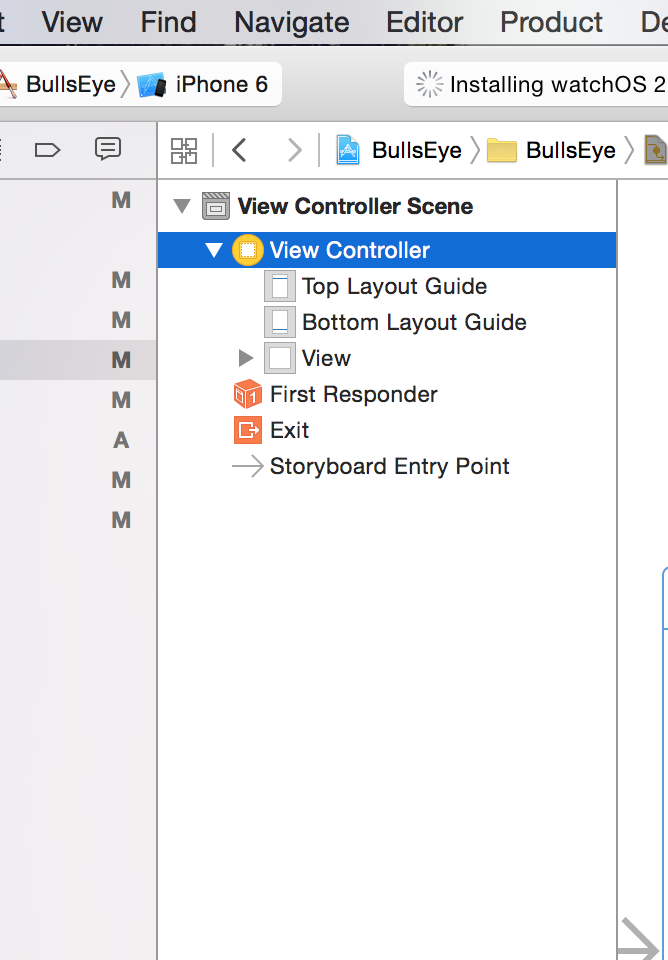 View Find Navigate Editor Product De
BullsEye iPhone 6 Installing watchOS 2
BullsEye BullsEye
M
View Controller Scene
View Controller
M
Top Layout Guide
M
Bottom Layout Guide
M
View
M
First Responder
A
Exit
M
Storyboard Entry Point
M